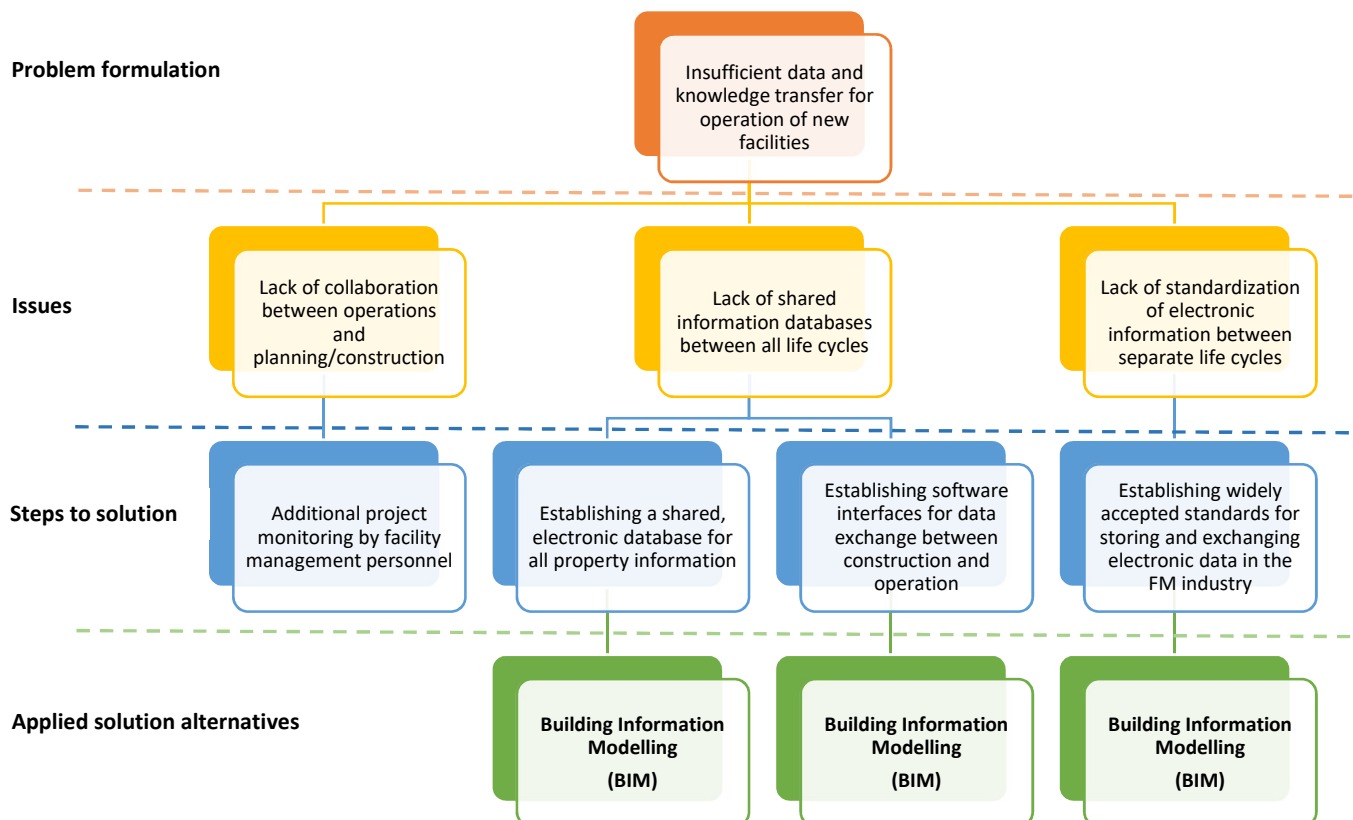 Problem formulation
Insufficient data and
knowledge transfer for
operation of new
facilities
Issues
Lack of collaboration
between operations
and
planning/construction
Lack of shared
information databases
between all life cycles
Lack of standardization
of electronic
information between
separate life cycles
Steps to solution
Additional project
monitoring by facility
management personnel
Establishing a shared,
electronic database for
all property information
Establishing software
interfaces for data
exchange between
construction and
operation
Establishing widely
accepted standards for
storing and exchanging
electronic data in the
FM industry
Applied solution alternatives
Building Information
Modelling
(BIM)
Building Information
Modelling
(BIM)
Building Information
Modelling
(BIM)